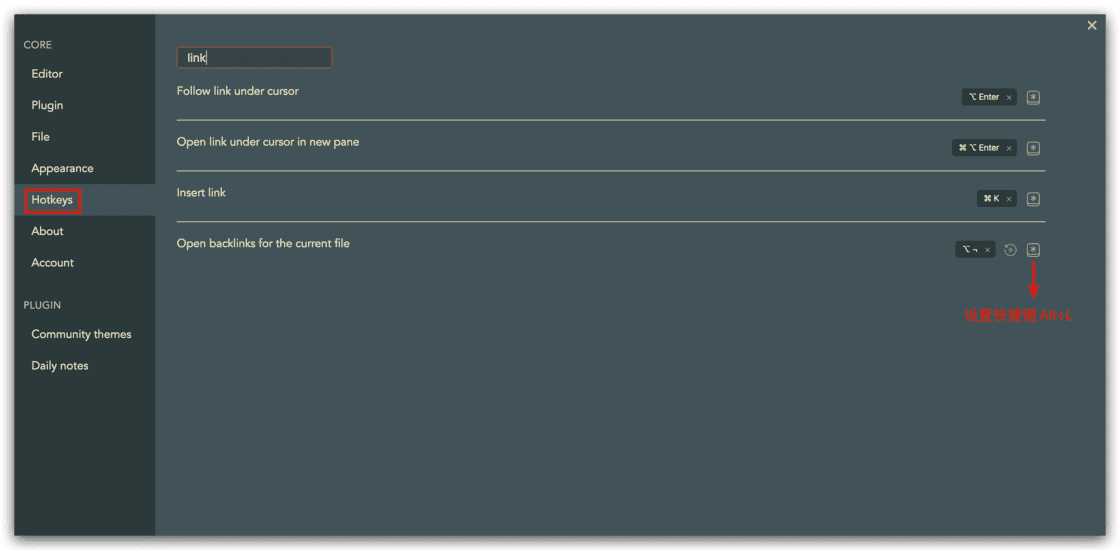 CORE
Editor
Plugin
File
Appearance
Hotkeys
About
Account
PLUGIN
Community themes
Daily notes
link
Follow link under cursor
⌥ Enter ×
Open link under cursor in new pane
⌘ ⌥ Enter ×
Insert link
⌘ K ×
Open backlinks for the current file
⌥ ¬ ×
设置快捷键 Alt+L